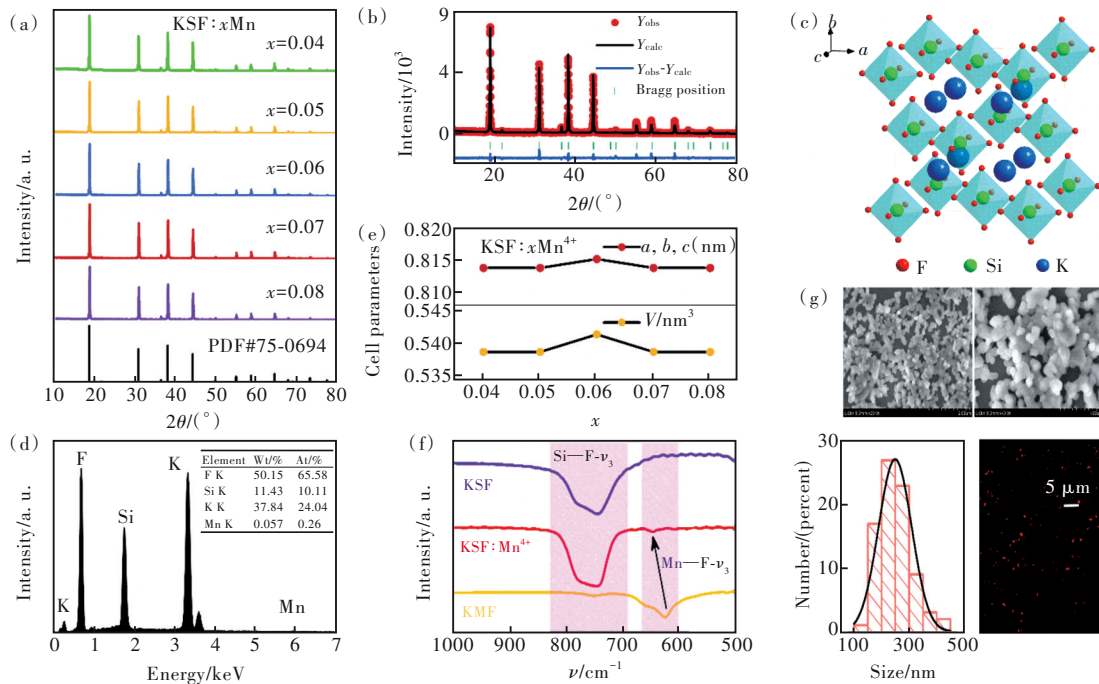 (a)
KSF:xMn
x=0.04
x=0.05
x=0.06
x=0.07
x=0.08
PDF#75-0694
Intensity/a. u.
10 20 30 40 50 60 70 80
2θ/(°)
(b)
Yobs
Ycalc
Yobs-Ycalc
Bragg position
Intensity/10³
8
4
0
20 40 60 80
2θ/(°)
(c)
b
a
c
F Si K
(d)
K
F
Si
K
Mn
Element Wt/% At/%
F K 50.15 65.58
Si K 11.43 10.11
K K 37.84 24.04
Mn K 0.057 0.26
Intensity/a. u.
0 1 2 3 4 5 6 7
Energy/keV
(e)
KSF:xMn⁴⁺
a, b, c(nm)
V/nm³
Cell parameters
0.820
0.815
0.810
0.545
0.540
0.535
0.04 0.05 0.06 0.07 0.08
x
(f)
Si—F-ν₃
KSF
KSF:Mn⁴⁺
Mn—F-ν₃
KMF
Intensity/a. u.
1000 900 800 700 600 500
ν/cm⁻¹
(g)
30
20
10
0
Number/(percent)
100 300 500
Size/nm
5 μm